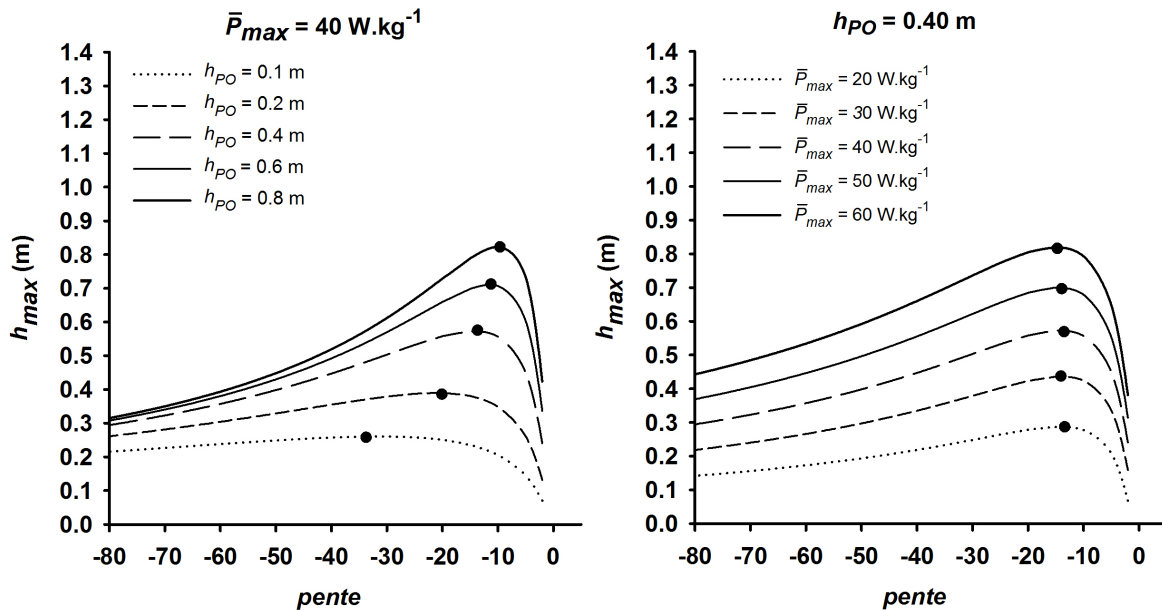 P̅max = 40 W.kg-1
hmax (m)
1.4
1.3
1.2
1.1
1.0
0.9
0.8
0.7
0.6
0.5
0.4
0.3
0.2
0.1
0.0
hPO = 0.1 m
hPO = 0.2 m
hPO = 0.4 m
hPO = 0.6 m
hPO = 0.8 m
-80 -70 -60 -50 -40 -30 -20 -10 0
pente
hPO = 0.40 m
hmax (m)
1.4
1.3
1.2
1.1
1.0
0.9
0.8
0.7
0.6
0.5
0.4
0.3
0.2
0.1
0.0
P̅max = 20 W.kg-1
P̅max = 30 W.kg-1
P̅max = 40 W.kg-1
P̅max = 50 W.kg-1
P̅max = 60 W.kg-1
-80 -70 -60 -50 -40 -30 -20 -10 0
pente